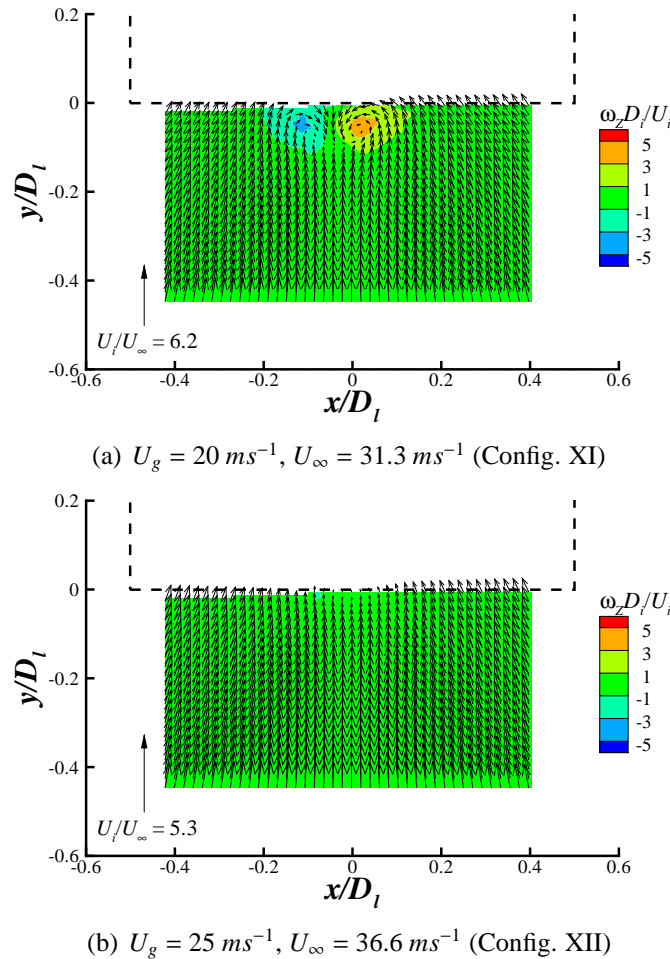 0.2
0
-0.2
-0.4
-0.6
y/D_l
ω_Z D_i/U_i
5
3
1
-1
-3
-5
U_i/U_∞ = 6.2
-0.6 -0.4 -0.2 0 0.2 0.4 0.6
x/D_l
(a) U_g = 20 ms⁻¹, U_∞ = 31.3 ms⁻¹ (Config. XI)
0.2
0
-0.2
-0.4
-0.6
y/D_l
ω_Z D_i/U_i
5
3
1
-1
-3
-5
U_i/U_∞ = 5.3
-0.6 -0.4 -0.2 0 0.2 0.4 0.6
x/D_l
(b) U_g = 25 ms⁻¹, U_∞ = 36.6 ms⁻¹ (Config. XII)